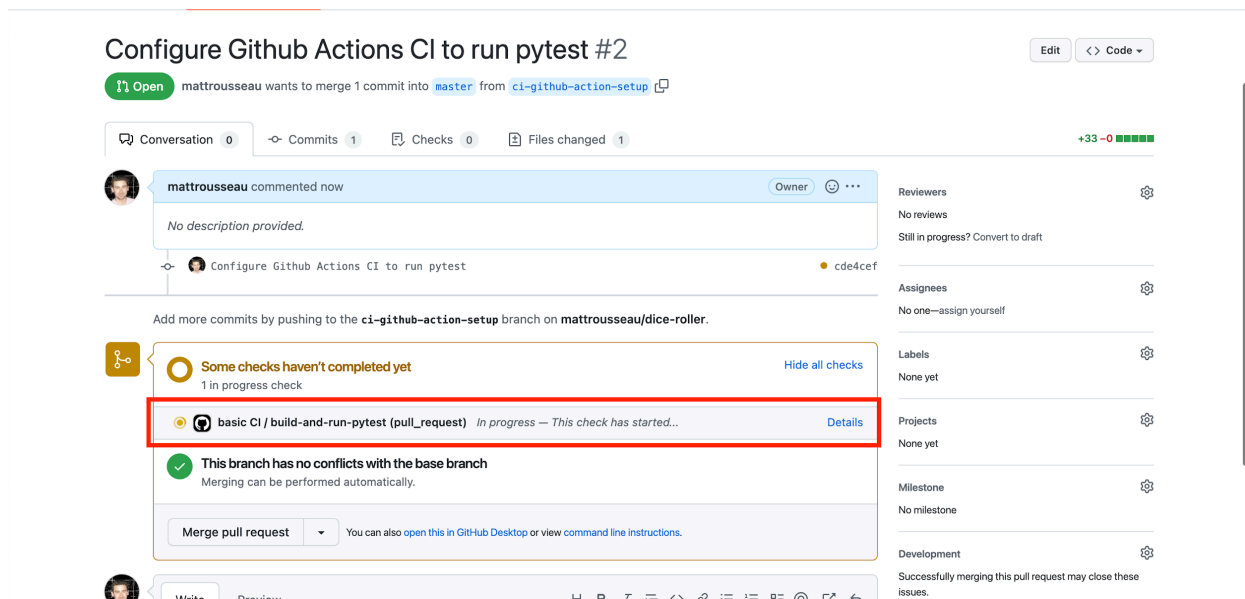 Configure Github Actions CI to run pytest #2
Edit
<> Code
Open
mattrousseau wants to merge 1 commit into master from ci-github-action-setup
Conversation 0
Commits 1
Checks 0
Files changed 1
+33 −0
mattrousseau commented now
Owner
No description provided.
Configure Github Actions CI to run pytest
cde4cef
Add more commits by pushing to the ci-github-action-setup branch on mattrousseau/dice-roller.
Some checks haven't completed yet
Hide all checks
1 in progress check
basic CI / build-and-run-pytest (pull_request) In progress — This check has started...
Details
This branch has no conflicts with the base branch
Merging can be performed automatically.
Merge pull request
You can also open this in GitHub Desktop or view command line instructions.
Write
Preview
Reviewers
No reviews
Still in progress? Convert to draft
Assignees
No one—assign yourself
Labels
None yet
Projects
None yet
Milestone
No milestone
Development
Successfully merging this pull request may close these
issues.